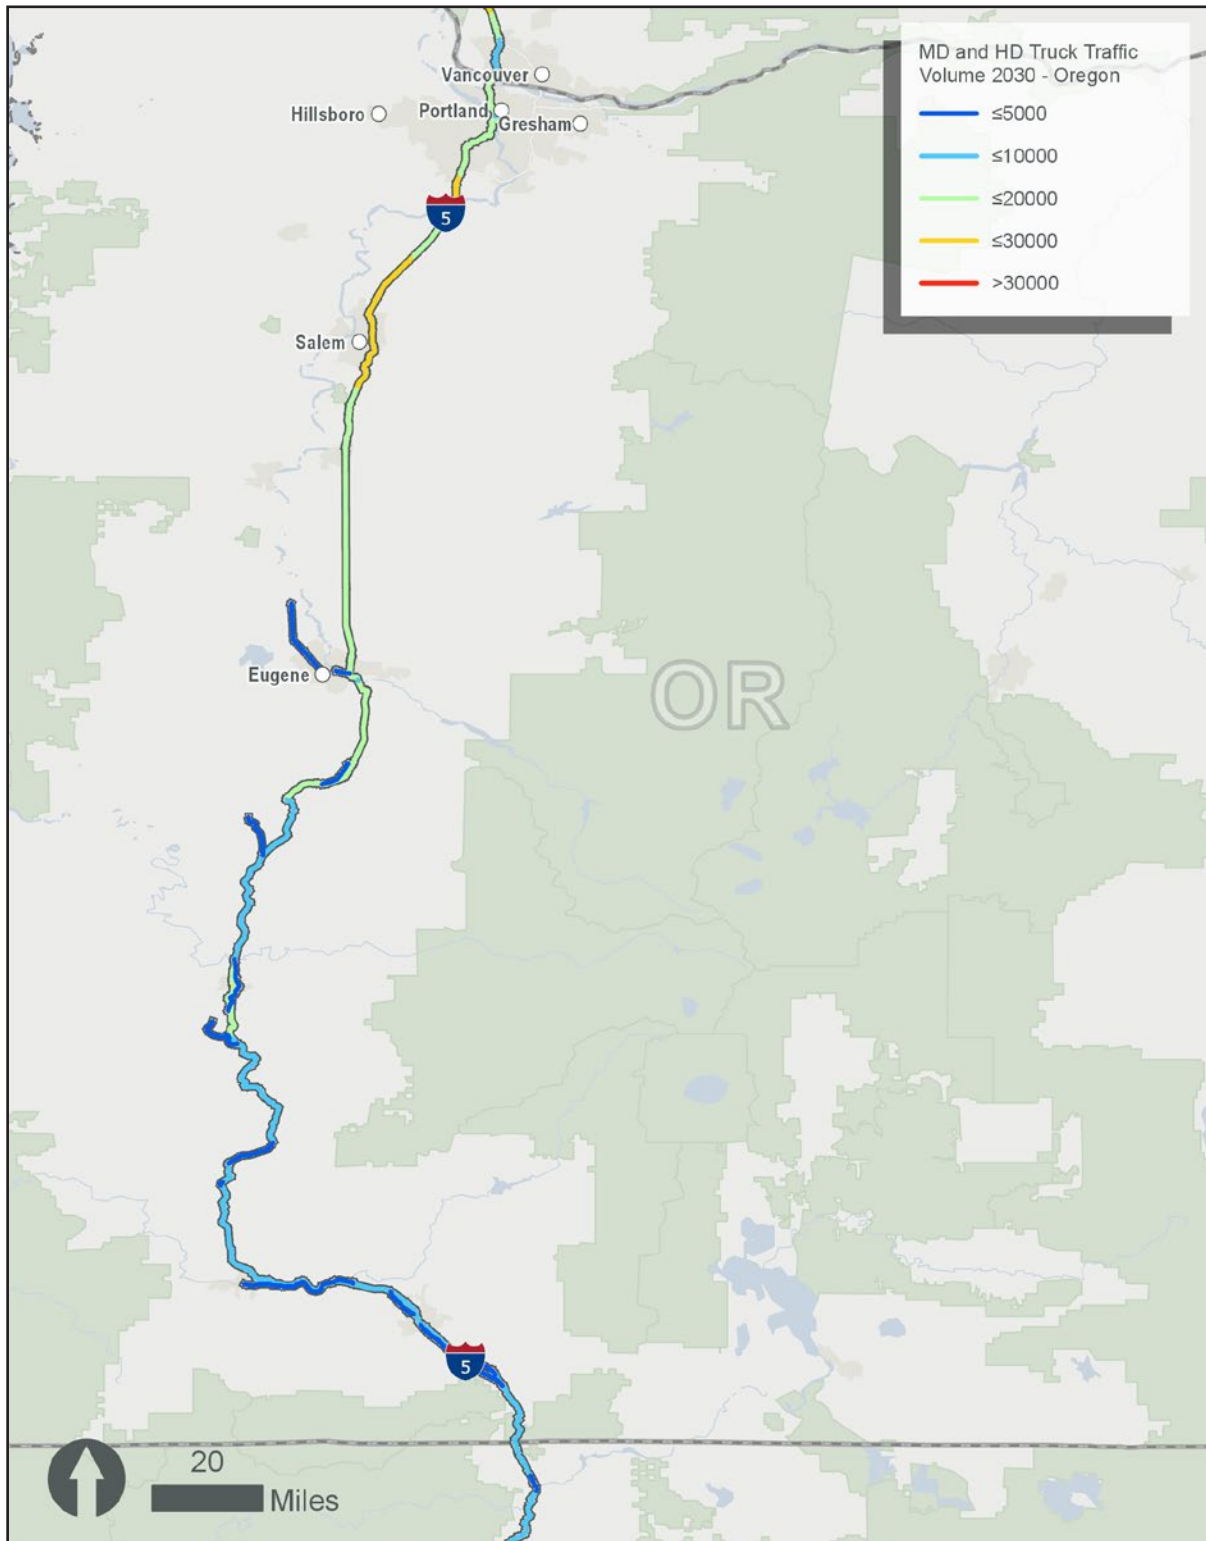 MD and HD Truck Traffic
Volume 2030 - Oregon
≤5000
≤10000
≤20000
≤30000
>30000
Vancouver
Hillsboro
Portland
Gresham
5
Salem
Eugene
OR
5
20
Miles